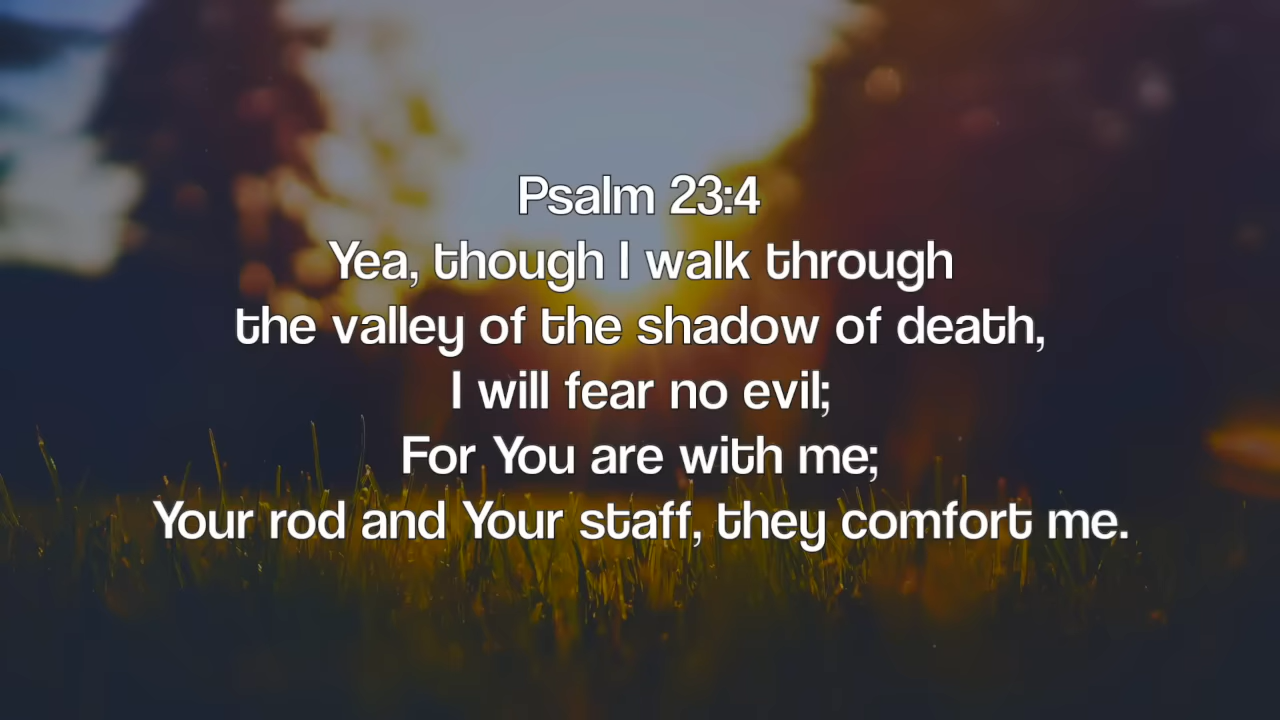 Psalm 23:4
Yea, though I walk through
the valley of the shadow of death,
I will fear no evil;
For You are with me;
Your rod and Your staff, they comfort me.